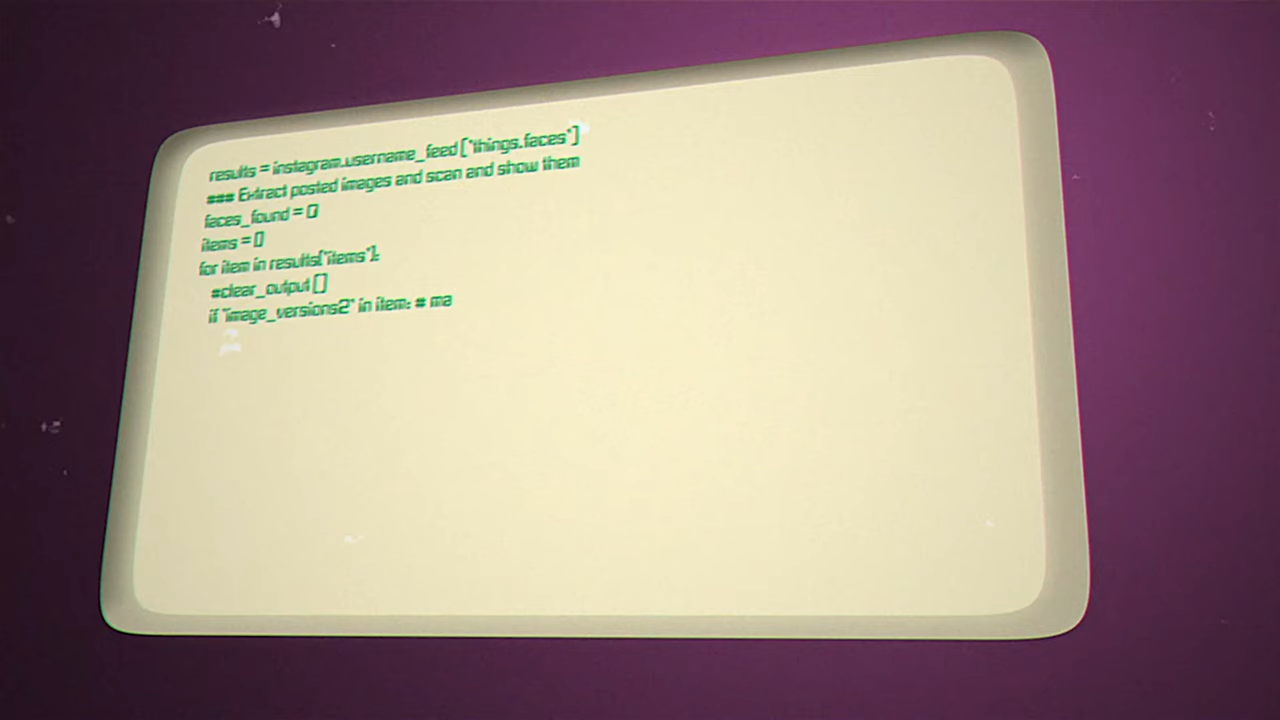 results = instagram.username_feed ["things.faces"]
### Extract posted images and scan and show them
faces_found = []
items = []
for item in results["items"]:
#clear_output []
if "image_versions2" in item: # ma